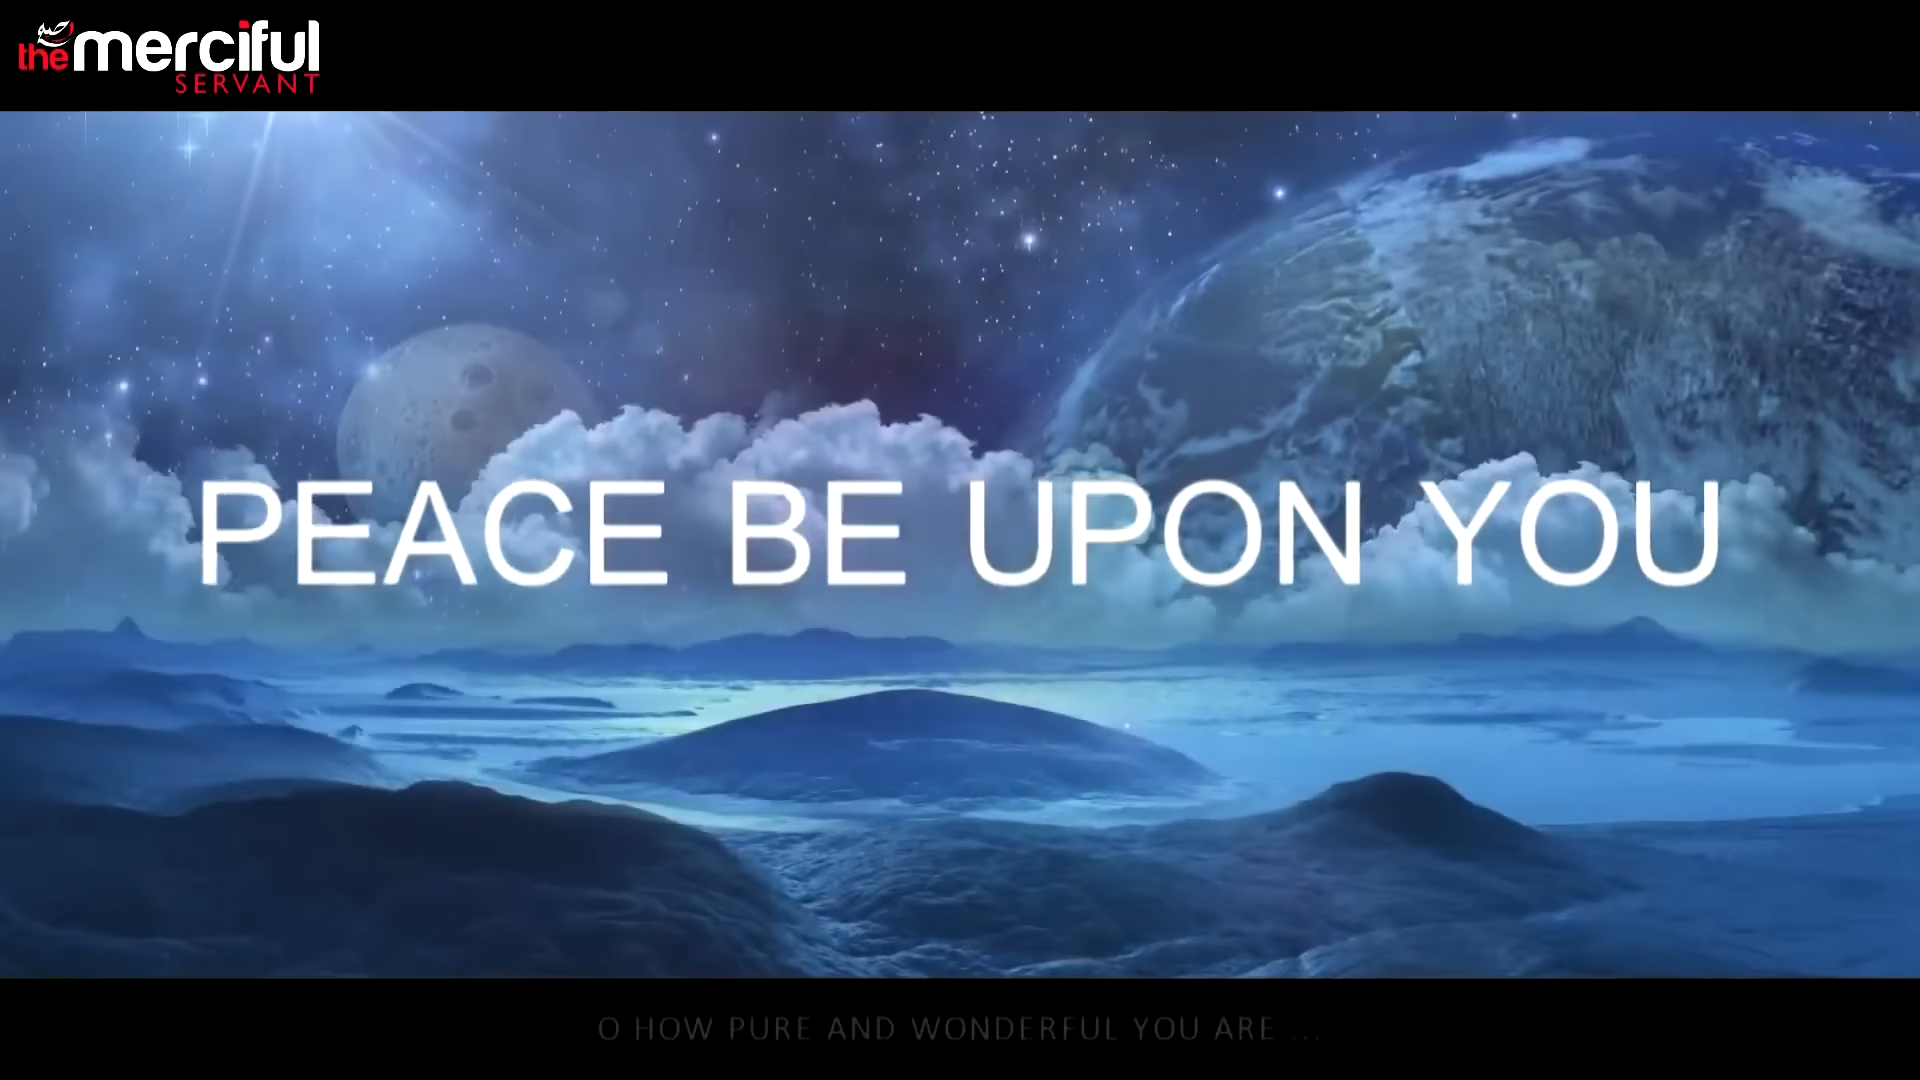 the merciful
SERVANT
PEACE BE UPON YOU
O HOW PURE AND WONDERFUL YOU ARE ...